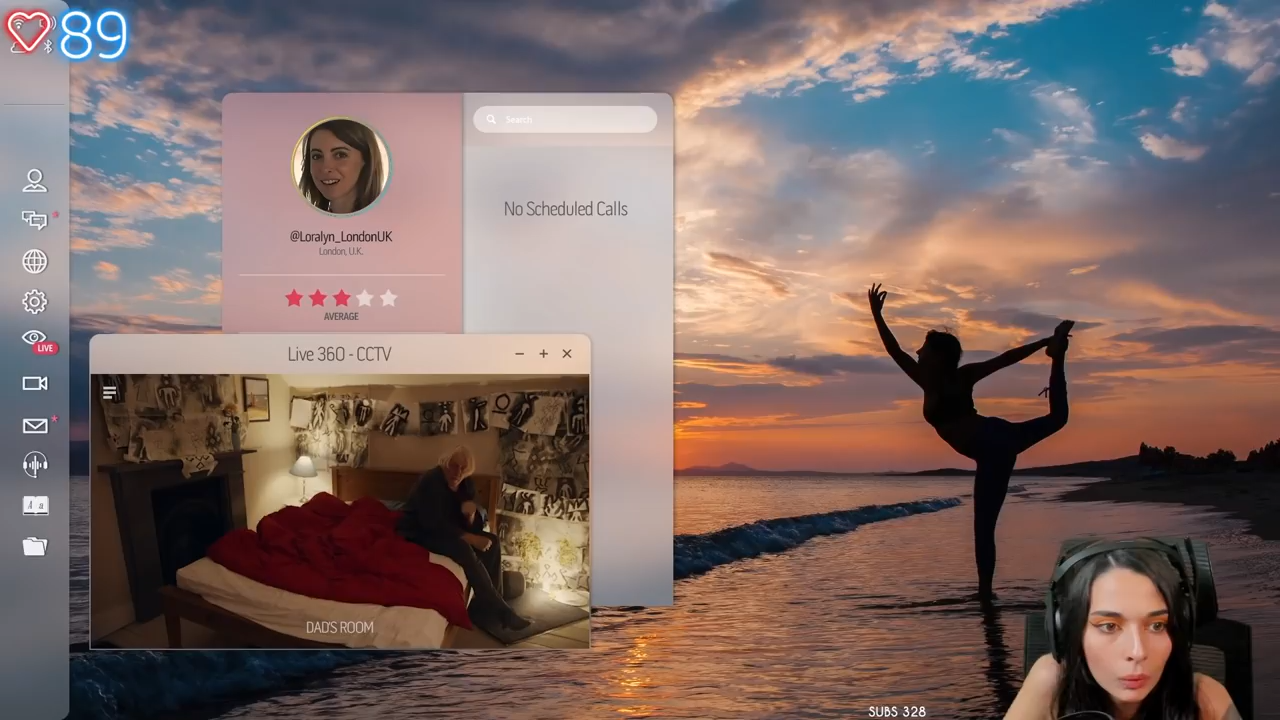 89
Search
No Scheduled Calls
@Loralyn_LondonUK
London, U.K.
AVERAGE
LIVE
Live 360 - CCTV
DAD'S ROOM
SUBS 328